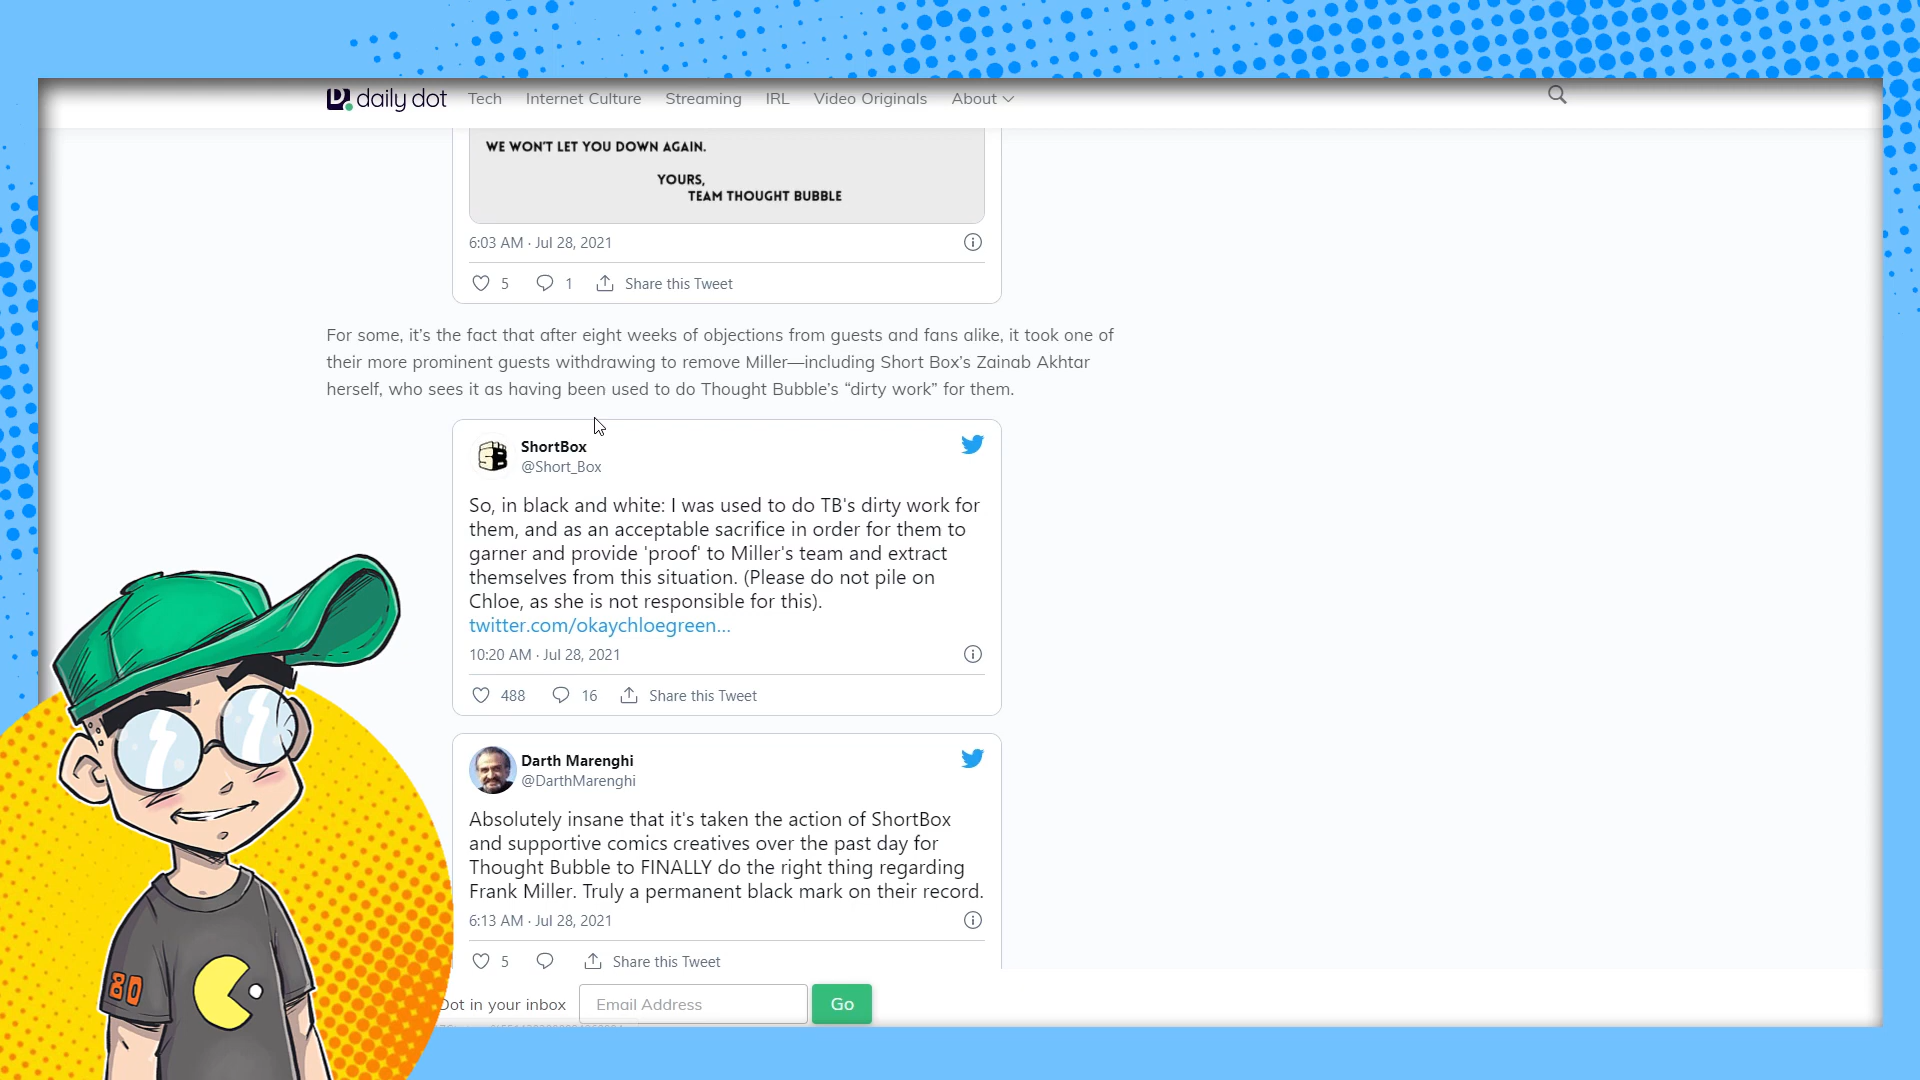 daily dot Tech Internet Culture Streaming IRL Video Originals About
WE WON'T LET YOU DOWN AGAIN.
YOURS,
TEAM THOUGHT BUBBLE
6:03 AM · Jul 28, 2021
5 1 Share this Tweet
For some, it's the fact that after eight weeks of objections from guests and fans alike, it took one of
their more prominent guests withdrawing to remove Miller—including Short Box's Zainab Akhtar
herself, who sees it as having been used to do Thought Bubble's “dirty work” for them.
ShortBox
@Short_Box
So, in black and white: I was used to do TB's dirty work for
them, and as an acceptable sacrifice in order for them to
garner and provide 'proof' to Miller's team and extract
themselves from this situation. (Please do not pile on
Chloe, as she is not responsible for this).
twitter.com/okaychloegreen...
10:20 AM · Jul 28, 2021
488 16 Share this Tweet
Darth Marenghi
@DarthMarenghi
Absolutely insane that it's taken the action of ShortBox
and supportive comics creatives over the past day for
Thought Bubble to FINALLY do the right thing regarding
Frank Miller. Truly a permanent black mark on their record.
6:13 AM · Jul 28, 2021
5 Share this Tweet
Dot in your inbox Email Address Go
80